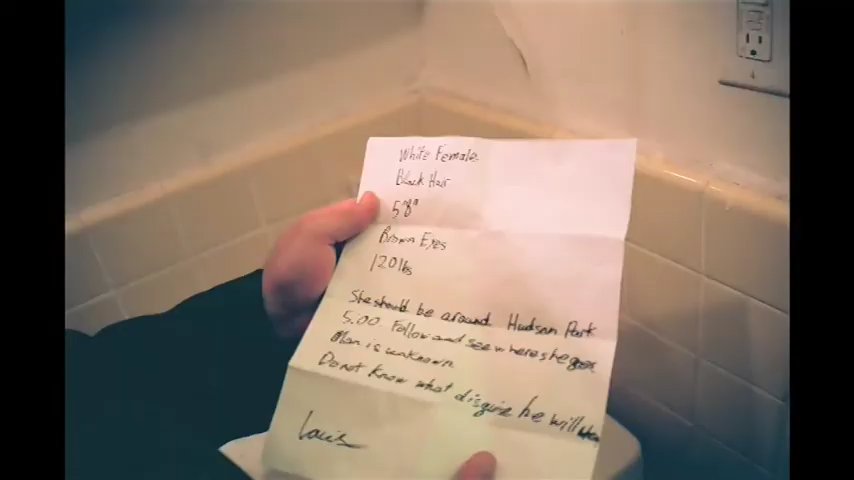 White Female
Black Hair
5'8"
Brown Eyes
120lbs
She should be around Hudson Park
5:00 Follow and see where she goes
Man is unknown
Do not know what disguise he will
Louis